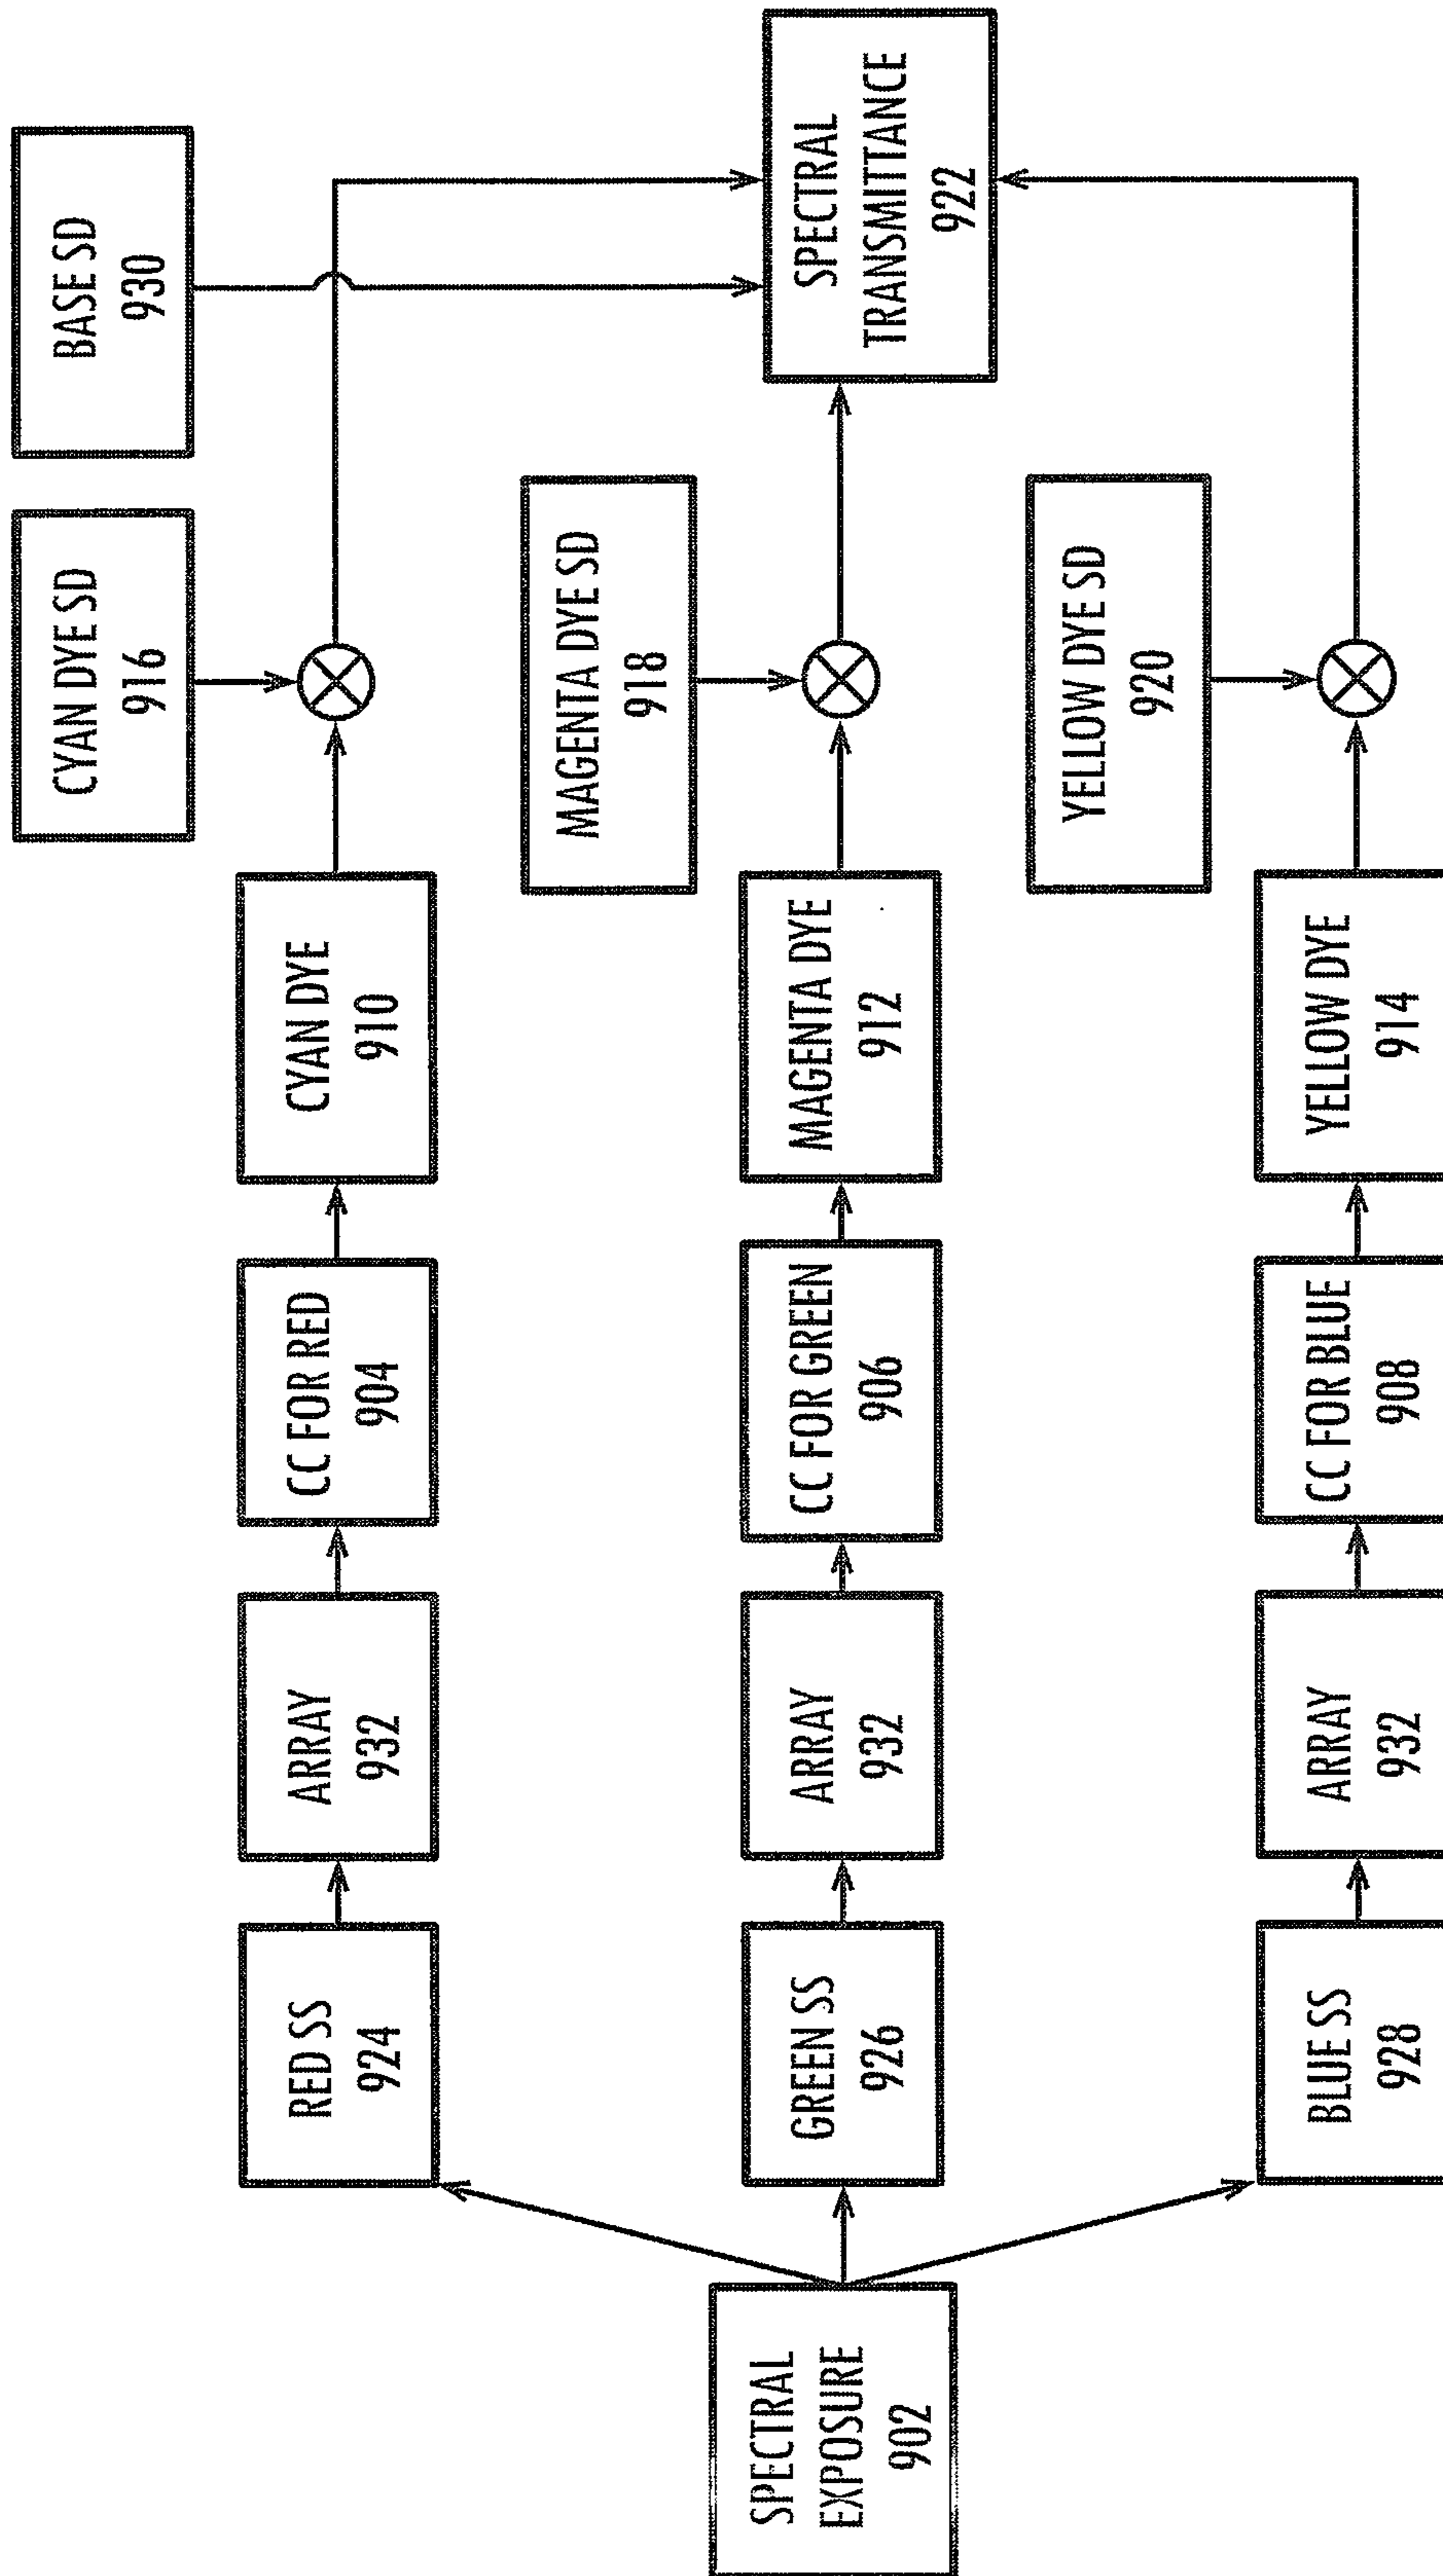 SPECTRAL
EXPOSURE
902
RED SS
924
ARRAY
932
CC FOR RED
904
CYAN DYE
910
CYAN DYE SD
916
BASE SD
930
GREEN SS
926
ARRAY
932
CC FOR GREEN
906
MAGENTA DYE
912
MAGENTA DYE SD
918
SPECTRAL
TRANSMITTANCE
922
BLUE SS
928
ARRAY
932
CC FOR BLUE
908
YELLOW DYE
914
YELLOW DYE SD
920